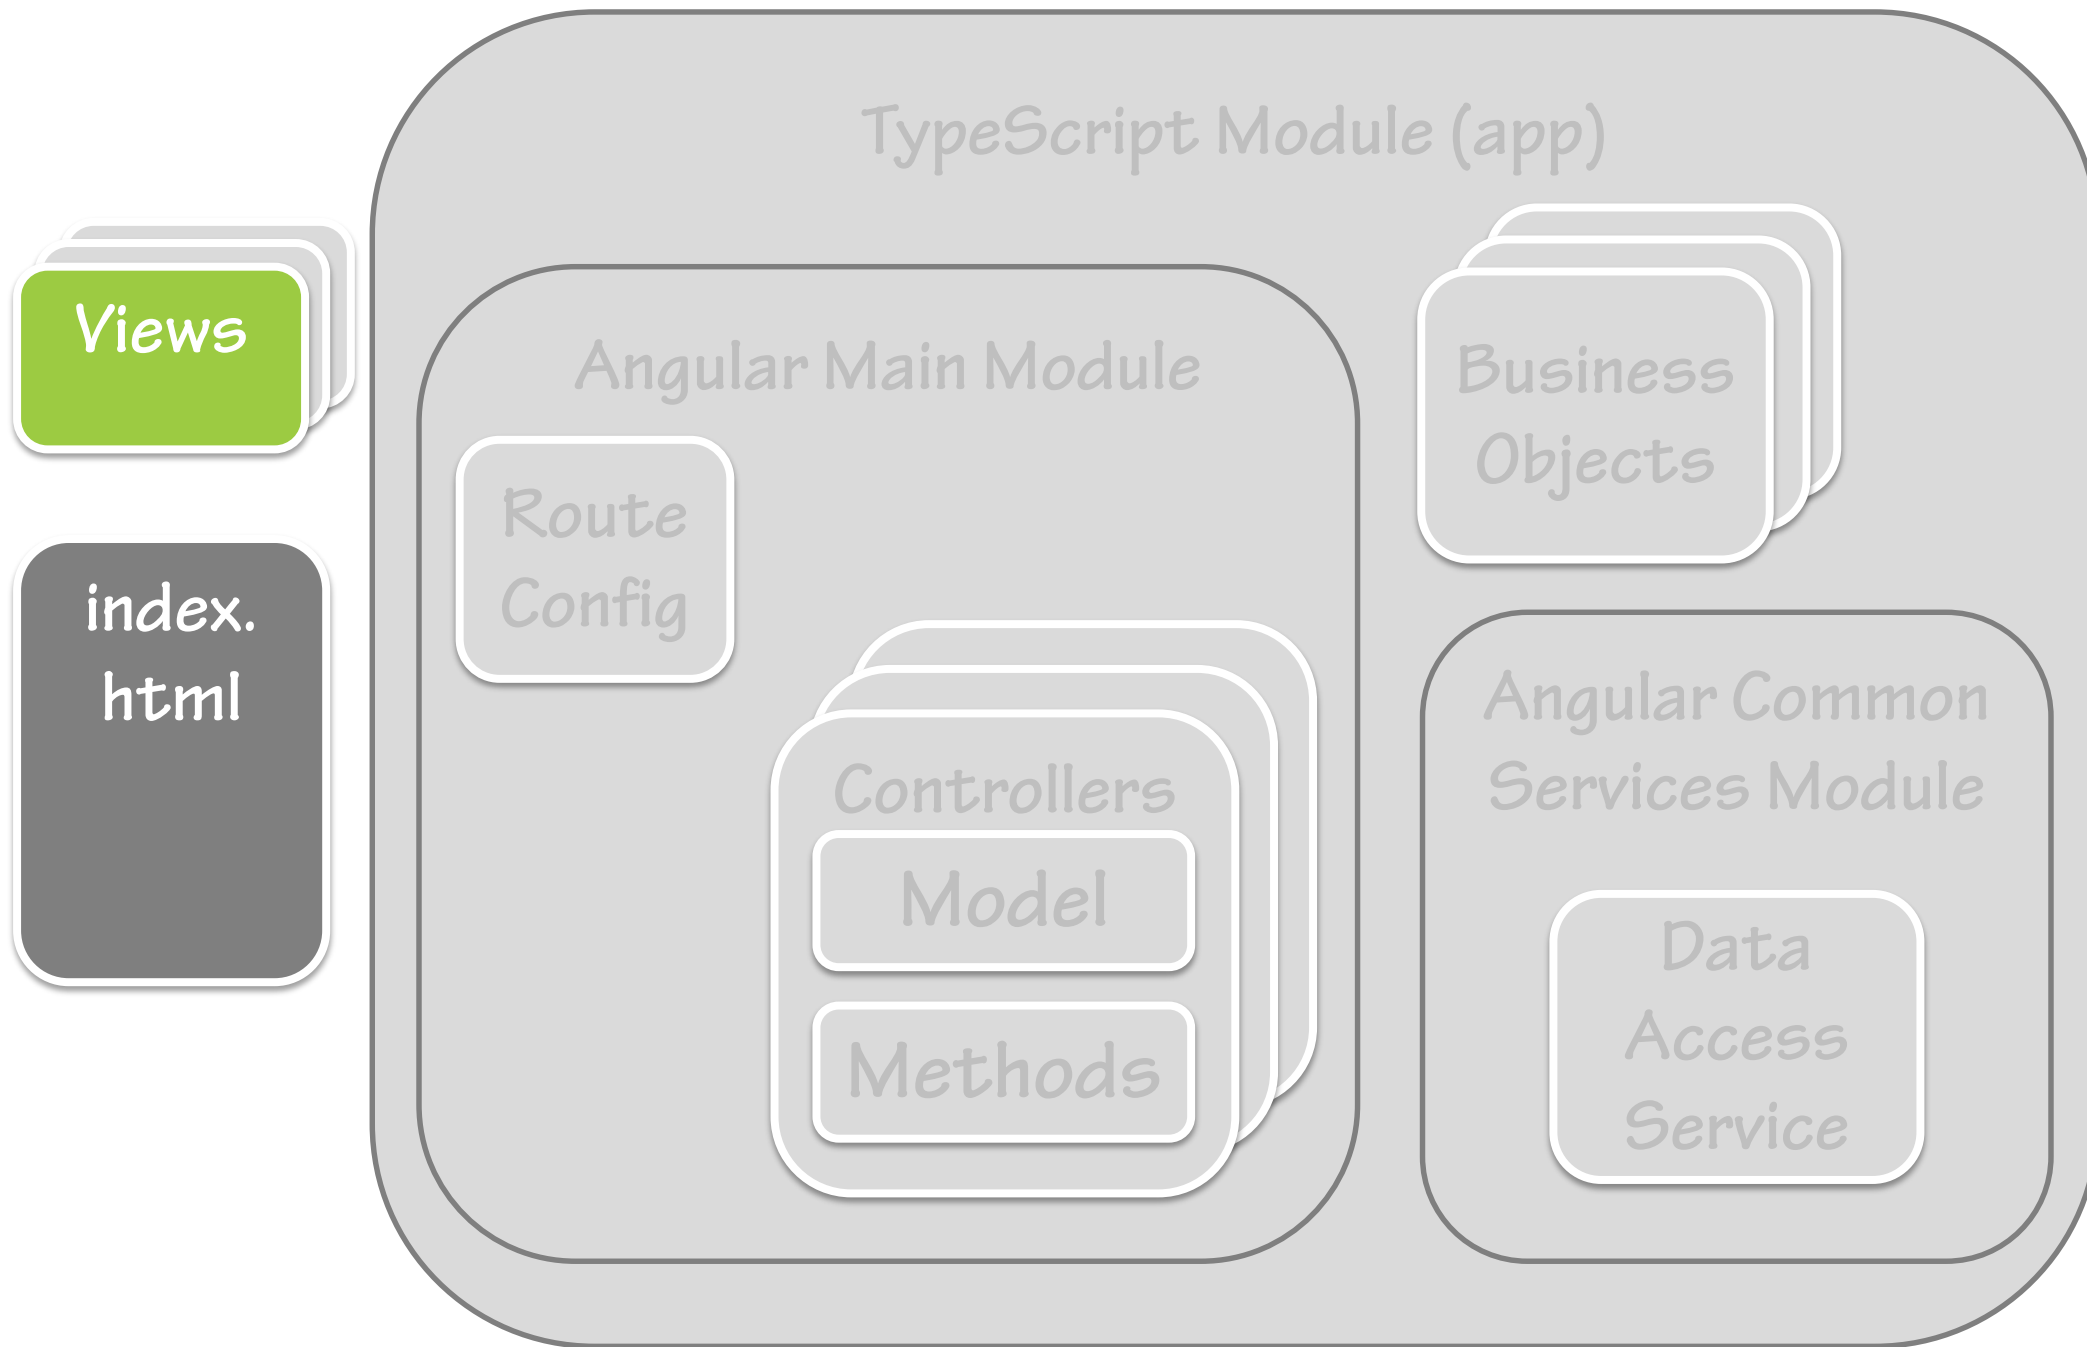 TypeScript Module (app)
Views
index.
html
Angular Main Module
Route
Config
Controllers
Model
Methods
Business
Objects
Angular Common
Services Module
Data
Access
Service